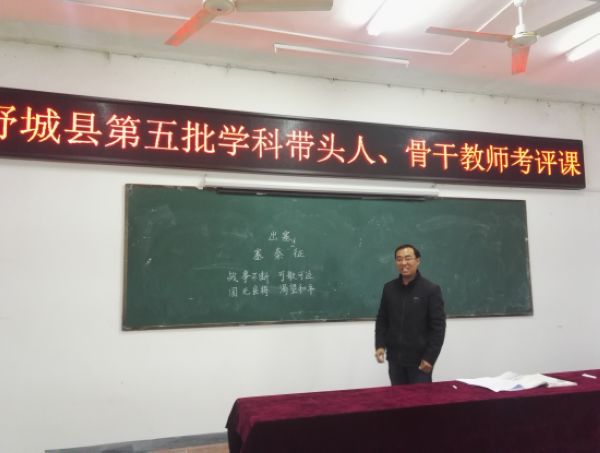 舒城县第五批学科带头人、骨干教师考评课
出塞
塞 秦 征
战事不断 可歌可泣
国无良将 渴望和平